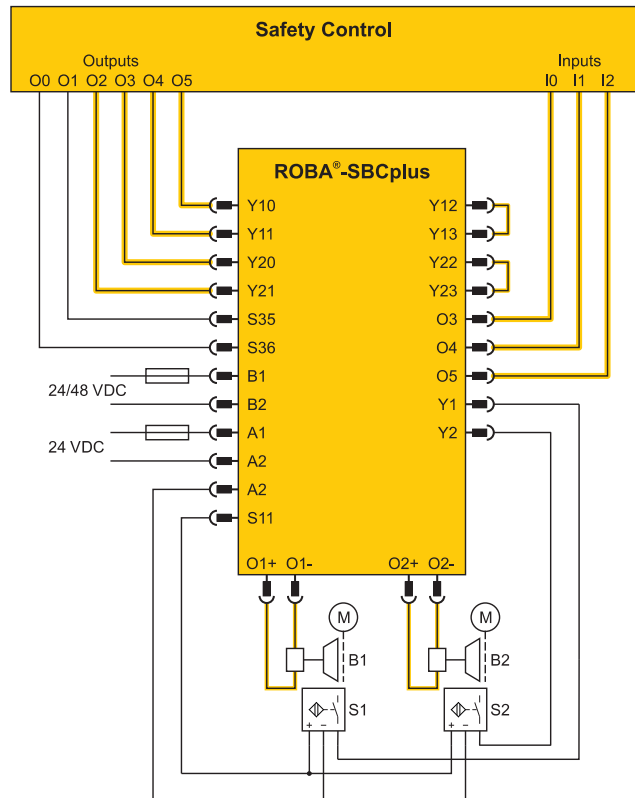 Safety Control
Outputs Inputs
O0 O1 O2 O3 O4 O5 I0 I1 I2
ROBA®-SBCplus
Y10 Y12
Y11 Y13
Y20 Y22
Y21 Y23
S35 O3
S36 O4
B1 O5
24/48 VDC
B2 Y1
A1 Y2
24 VDC
A2
A2
S11
O1+ O1- O2+ O2-
M M
B1 B2
S1 S2
+ − + −